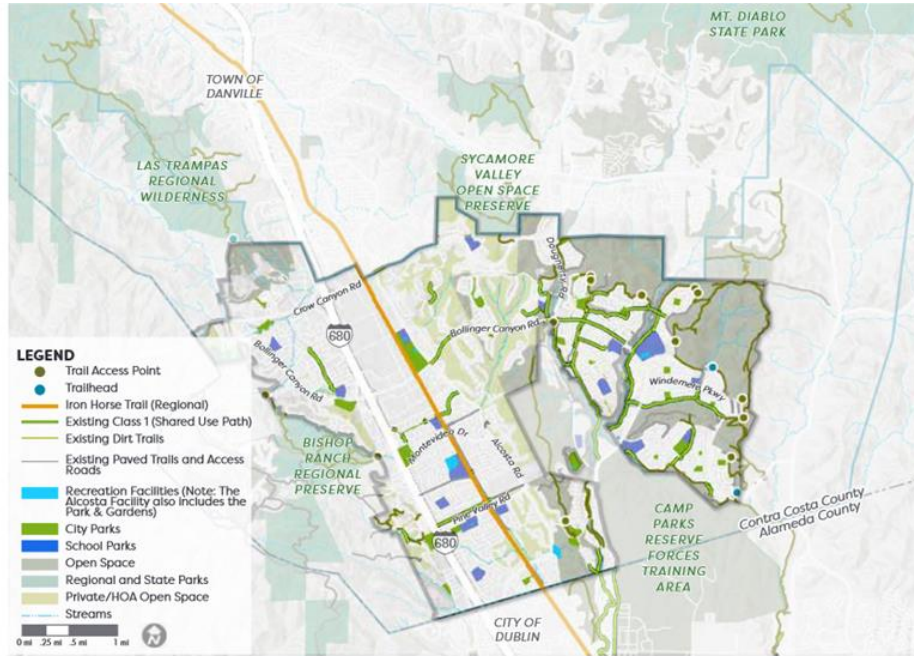 MT. DIABLO
STATE PARK
TOWN OF
DANVILLE
LAS TRAMPAS
REGIONAL
WILDERNESS
SYCAMORE
VALLEY
OPEN SPACE
PRESERVE
Dougherty Rd
Crow Canyon Rd
680
Bollinger Canyon Rd
Bollinger Canyon Rd
Windemere Pkwy
BISHOP
RANCH
REGIONAL
PRESERVE
Montevideo Dr
Alcosta Rd
Pine Valley Rd
680
CAMP
PARKS
RESERVE
FORCES
TRAINING
AREA
Contra Costa County
Alameda County
CITY OF
DUBLIN
LEGEND
Trail Access Point
Trailhead
Iron Horse Trail (Regional)
Existing Class 1 (Shared Use Path)
Existing Dirt Trails
Existing Paved Trails and Access
Roads
Recreation Facilities (Note: The
Alcosta Facility also includes the
Park & Gardens)
City Parks
School Parks
Open Space
Regional and State Parks
Private/HOA Open Space
Streams
0 mi .25 mi .5 mi 1 mi
N